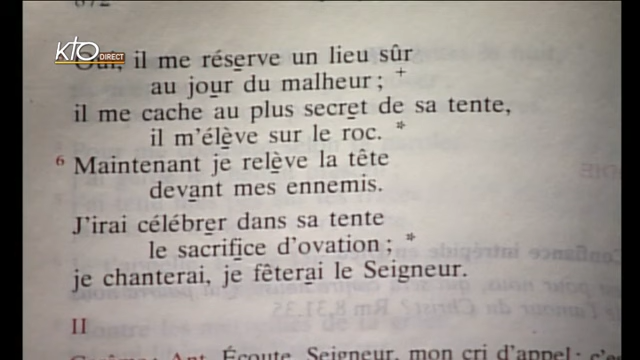 672
KTO DIRECT
Oui, il me réserve un lieu sûr
au jour du malheur ; +
il me cache au plus secret de sa tente,
il m'élève sur le roc. *
6 Maintenant je relève la tête
devant mes ennemis.
J'irai célébrer dans sa tente
le sacrifice d'ovation ; *
je chanterai, je fêterai le Seigneur.
II
Ant. Écoute, Seigneur, mon cri d'appel :